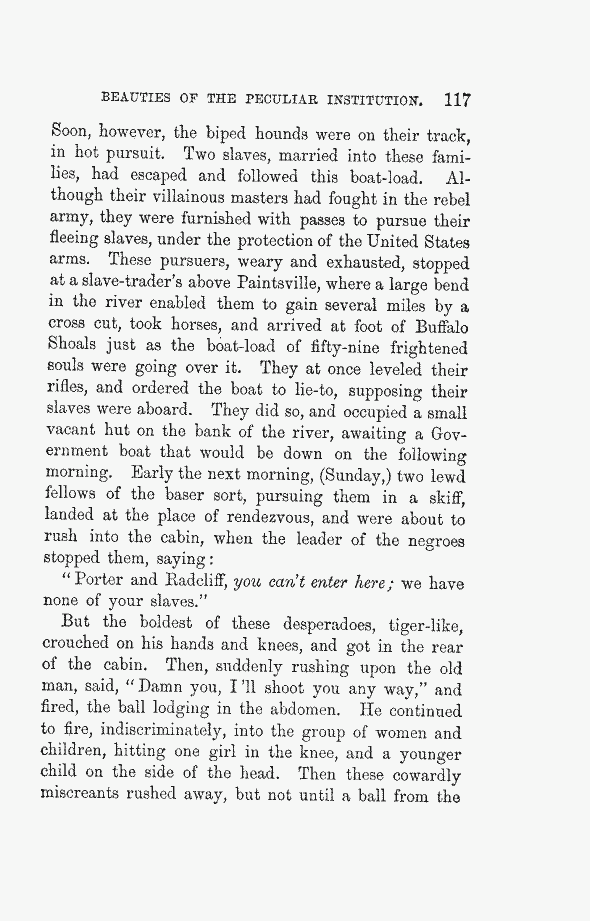 BEAUTIES OF THE PECULIAR INSTITUTION. 117
Soon, however, the biped hounds were on their track,
in hot pursuit. Two slaves, married into these fami-
lies, had escaped and followed this boat-load. Al-
though their villainous masters had fought in the rebel
army, they were furnished with passes to pursue their
fleeing slaves, under the protection of the United States
arms. These pursuers, weary and exhausted, stopped
at a slave-trader's above Paintsville, where a large bend
in the river enabled them to gain several miles by a
cross cut, took horses, and arrived at foot of Buffalo
Shoals just as the boat-load of fifty-nine frightened
souls were going over it. They at once leveled their
rifles, and ordered the boat to lie-to, supposing their
slaves were aboard. They did so, and occupied a small
vacant hut on the bank of the river, awaiting a Gov-
ernment boat that would be down on the following
morning. Early the next morning, (Sunday,) two lewd
fellows of the baser sort, pursuing them in a skiff,
landed at the place of rendezvous, and were about to
rush into the cabin, when the leader of the negroes
stopped them, saying:
"Porter and Radcliff, you can't enter here; we have
none of your slaves."
But the boldest of these desperadoes, tiger-like,
crouched on his hands and knees, and got in the rear
of the cabin. Then, suddenly rushing upon the old
man, said, "Damn you, I'll shoot you any way," and
fired, the ball lodging in the abdomen. He continued
to fire, indiscriminately, into the group of women and
children, hitting one girl in the knee, and a younger
child on the side of the head. Then these cowardly
miscreants rushed away, but not until a ball from the